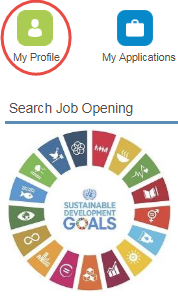 My Profile My Applications
Search Job Opening
SUSTAINABLE
DEVELOPMENT
GOALS